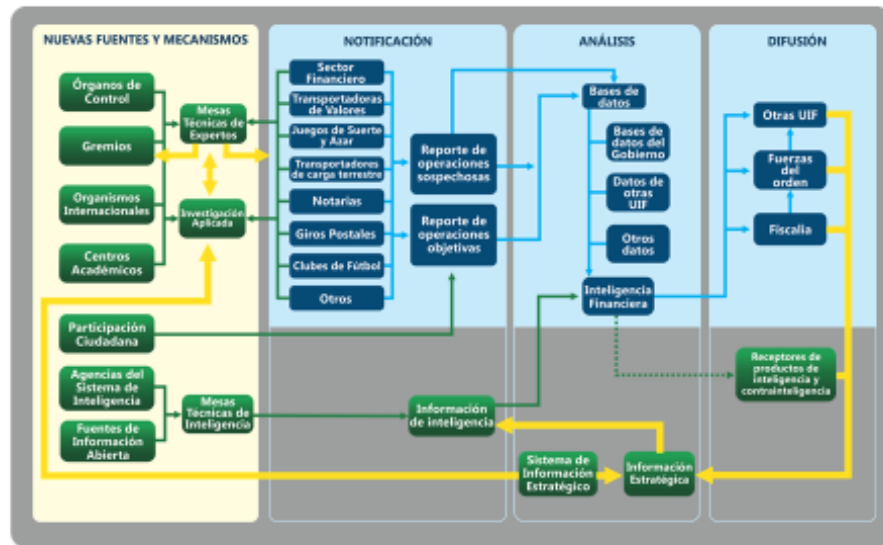 NUEVAS FUENTES Y MECANISMOS
Órganos de
Control
Gremios
Organismos
Internacionales
Centros
Académicos
Participación
Ciudadana
Agencias del
Sistema de
Inteligencia
Fuentes de
Información
Abierta
Mesas
Técnicas de
Expertos
Investigación
Aplicada
Mesas
Técnicas de
Inteligencia
NOTIFICACIÓN
Sector
Financiero
Transportadoras
de Valores
Juegos de Suerte
y Azar
Transportadores
de carga terrestre
Notarias
Giros Postales
Clubes de Fútbol
Otros
Reporte de
operaciones
sospechosas
Reporte de
operaciones
objetivas
Información
de inteligencia
ANÁLISIS
Bases de
datos
Bases de
datos del
Gobierno
Datos de
otras UIF
Otros
datos
Inteligencia
Financiera
Sistema de
Información
Estratégico
Información
Estratégica
DIFUSIÓN
Otras UIF
Fuerzas
del
orden
Fiscalia
Receptores de
productos de
inteligencia y
contrainteligencia